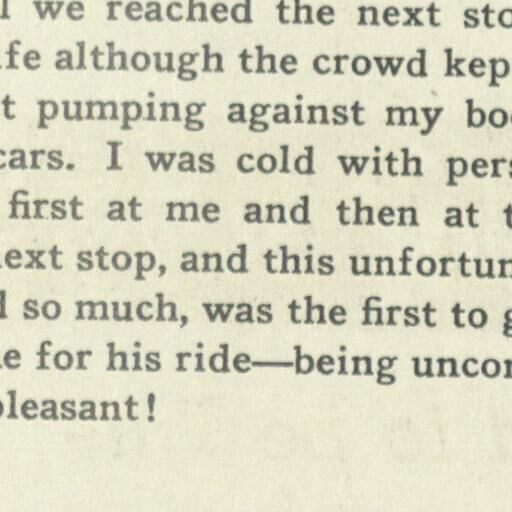 we reached the next sto
fe although the crowd kep
t pumping against my bo
cars. I was cold with pers
first at me and then at t
ext stop, and this unfortun
d so much, was the first to g
e for his ride—being uncon
pleasant!